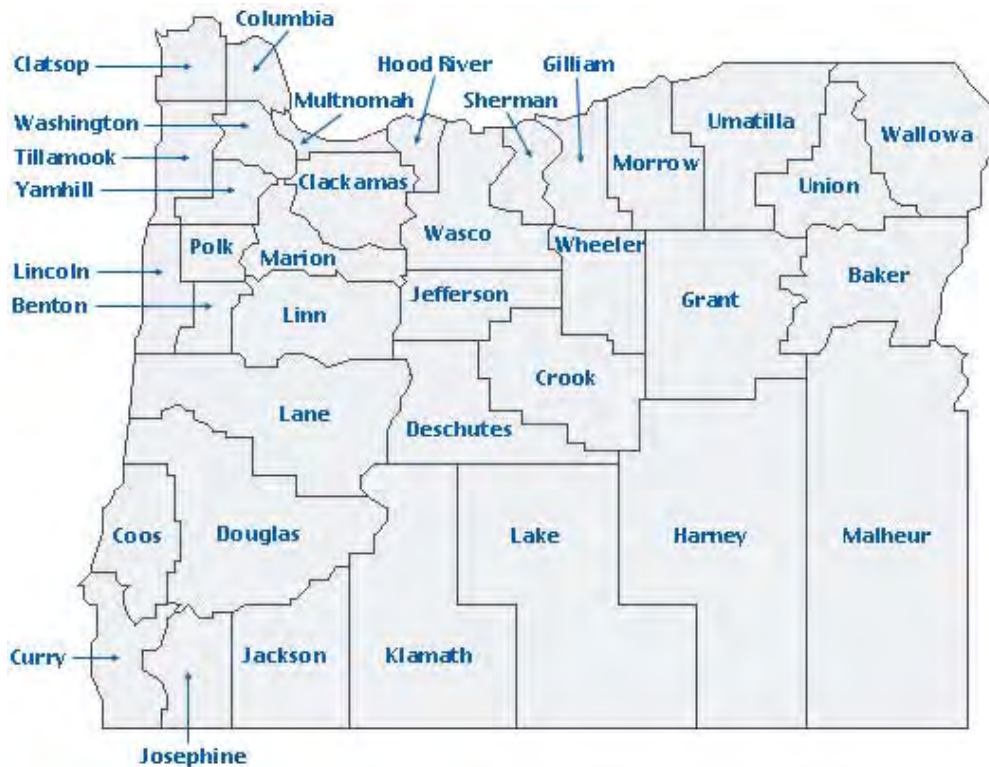 Columbia
Clatsop
Hood River
Gilliam
Multnomah
Sherman
Washington
Umatilla
Wallowa
Tillamook
Morrow
Yamhill
Clackamas
Union
Polk
Wasco
Wheeler
Marion
Lincoln
Baker
Jefferson
Grant
Benton
Linn
Crook
Lane
Deschutes
Coos
Douglas
Lake
Harney
Malheur
Curry
Jackson
Klamath
Josephine